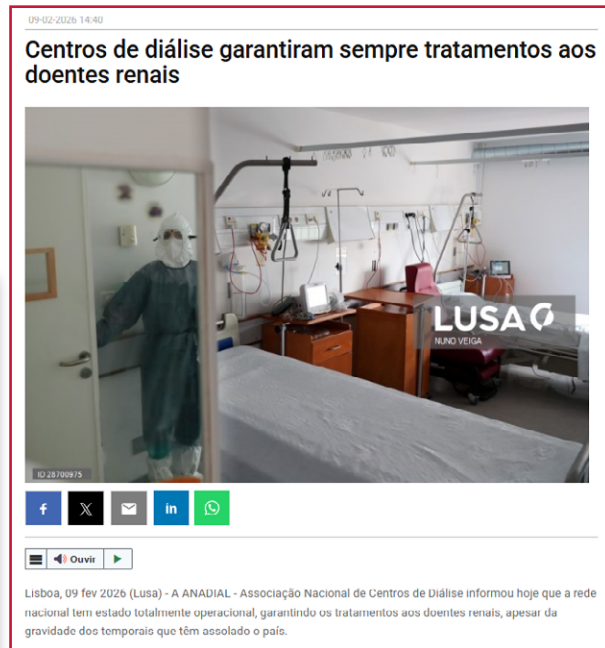 09-02-2026 14:40
Centros de diálise garantiram sempre tratamentos aos
doentes renais
LUSA
NUNO VEIGA
ID 28700975
f
X
in
Ouvir
Lisboa, 09 fev 2026 (Lusa) - A ANADIAL - Associação Nacional de Centros de Diálise informou hoje que a rede
nacional tem estado totalmente operacional, garantindo os tratamentos aos doentes renais, apesar da
gravidade dos temporais que têm assolado o país.